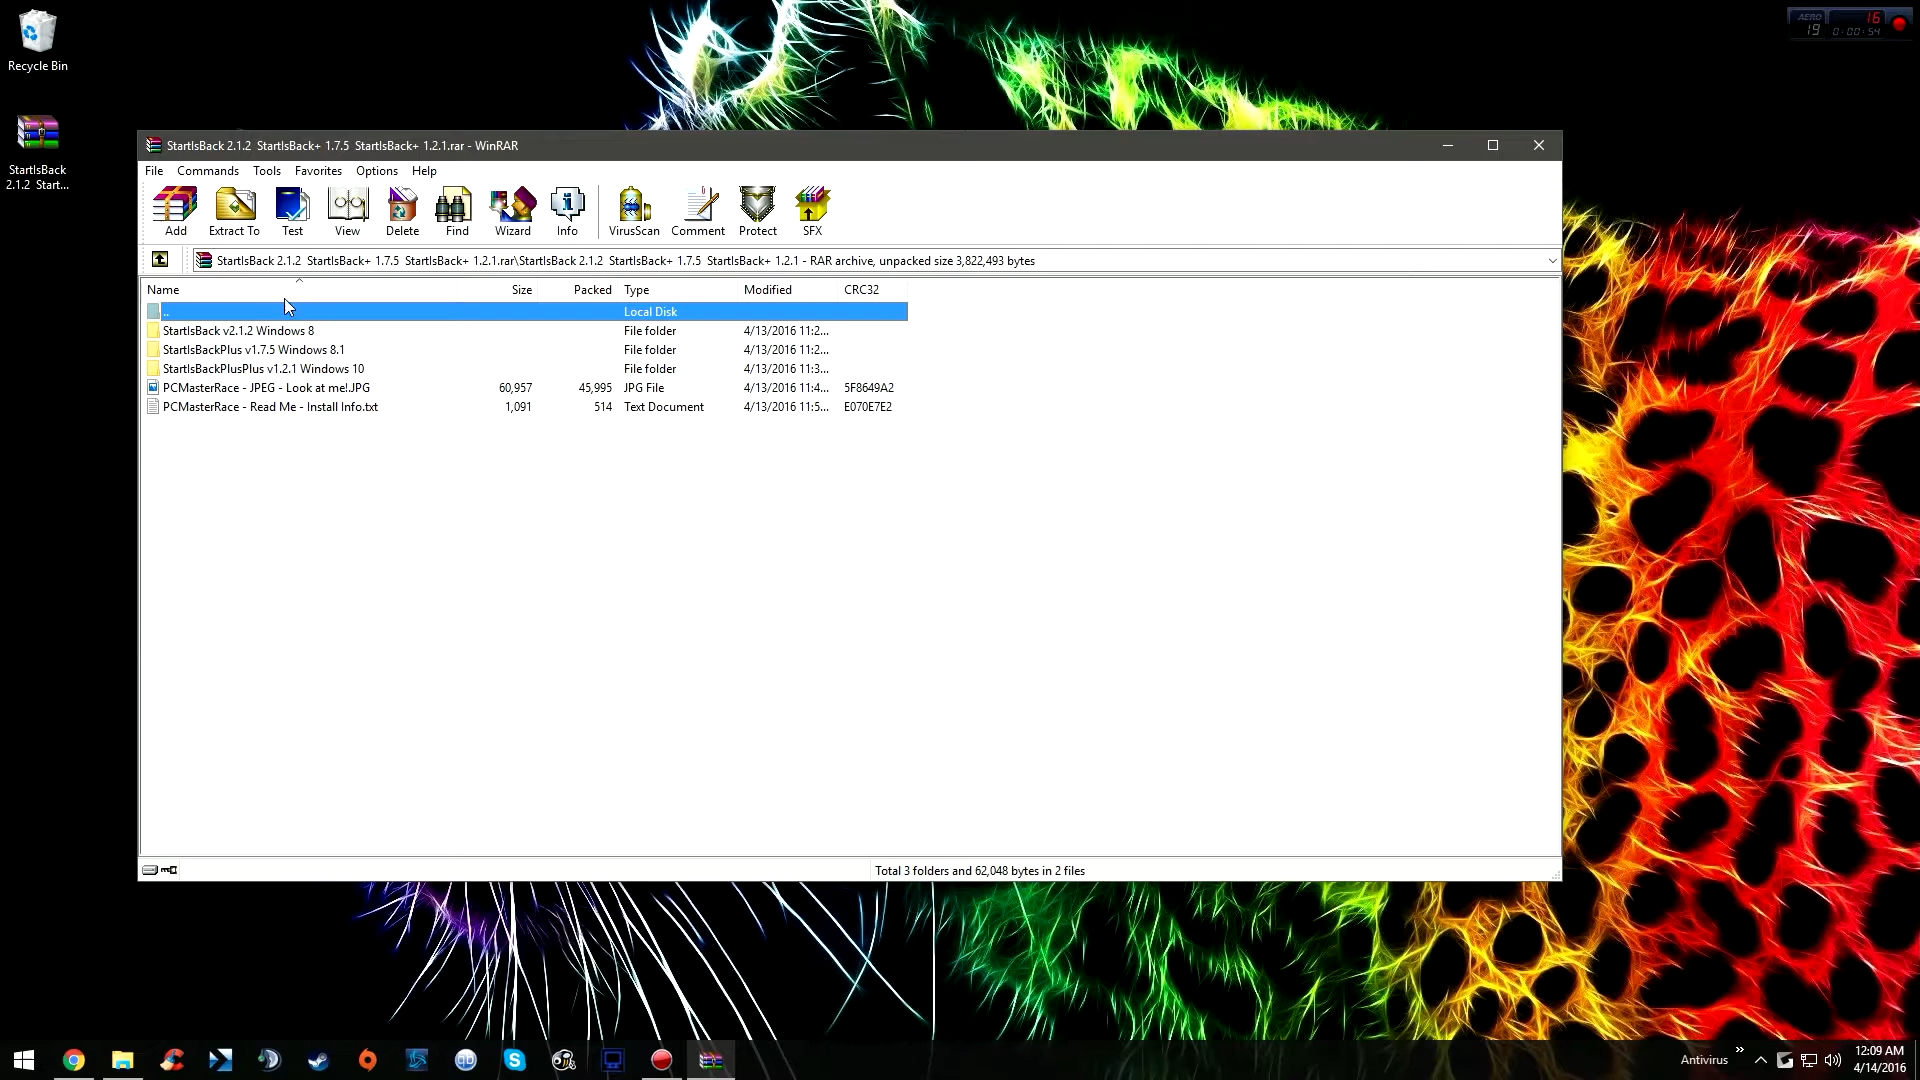 Recycle Bin
StartIsBack
2.1.2 Start...
AERO
19
16
0:00:54
StartIsBack 2.1.2 StartIsBack+ 1.7.5 StartIsBack+ 1.2.1.rar - WinRAR
File Commands Tools Favorites Options Help
Add Extract To Test View Delete Find Wizard Info VirusScan Comment Protect SFX
StartIsBack 2.1.2 StartIsBack+ 1.7.5 StartIsBack+ 1.2.1.rar\StartIsBack 2.1.2 StartIsBack+ 1.7.5 StartIsBack+ 1.2.1 - RAR archive, unpacked size 3,822,493 bytes
Name Size Packed Type Modified CRC32
.. Local Disk
StartIsBack v2.1.2 Windows 8 File folder 4/13/2016 11:2...
StartIsBackPlus v1.7.5 Windows 8.1 File folder 4/13/2016 11:2...
StartIsBackPlusPlus v1.2.1 Windows 10 File folder 4/13/2016 11:3...
PCMasterRace - JPEG - Look at me!.JPG 60,957 45,995 JPG File 4/13/2016 11:4... 5F8649A2
PCMasterRace - Read Me - Install Info.txt 1,091 514 Text Document 4/13/2016 11:5... E070E7E2
Total 3 folders and 62,048 bytes in 2 files
Antivirus
12:09 AM
4/14/2016